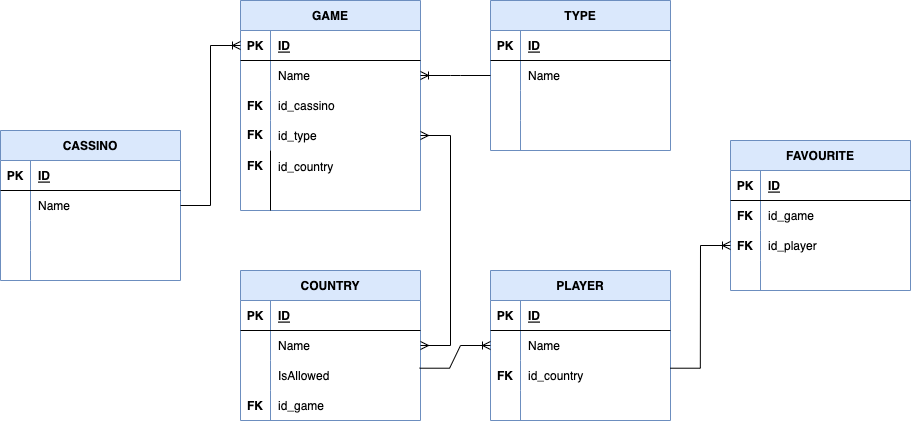 GAME
PK ID
Name
FK id_cassino
FK id_type
FK id_country
TYPE
PK ID
Name
CASSINO
PK ID
Name
FAVOURITE
PK ID
FK id_game
FK id_player
COUNTRY
PK ID
Name
IsAllowed
FK id_game
PLAYER
PK ID
Name
FK id_country